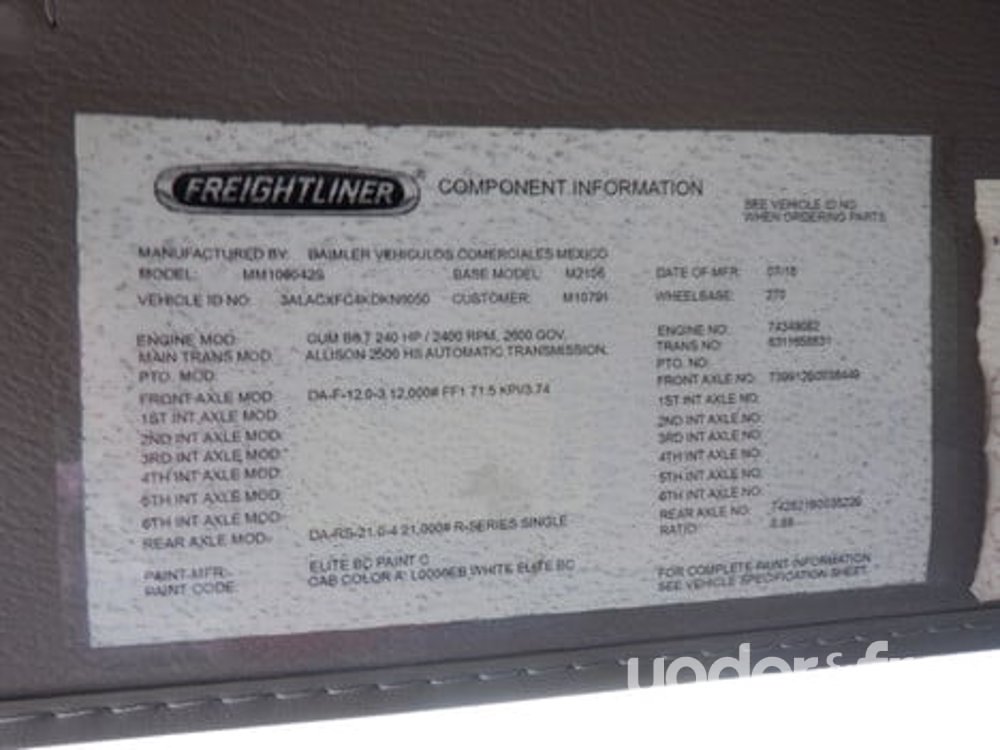 FREIGHTLINER COMPONENT INFORMATION
SEE VEHICLE ID NO.
WHEN ORDERING PARTS
MANUFACTURED BY: DAIMLER VEHICULOS COMERCIALES MEXICO
MODEL: MM106042S BASE MODEL: M2106 DATE OF MFR: 07/18
VEHICLE ID NO: CUSTOMER: M10791 WHEELBASE: 270
ENGINE MOD: CUM B6.7 240 HP / 2400 RPM, 2600 GOV. ENGINE NO: 74349082
MAIN TRANS MOD: ALLISON 2500 HS AUTOMATIC TRANSMISSION. TRANS NO:
PTO. MOD: PTO. NO:
FRONT AXLE MOD: DA-F-12.0-3 12,000# FF1 71.5 KPI/3.74 FRONT AXLE NO:
1ST INT AXLE MOD: 1ST INT AXLE NO:
2ND INT AXLE MOD: 2ND INT AXLE NO:
3RD INT AXLE MOD: 3RD INT AXLE NO:
4TH INT AXLE MOD: 4TH INT AXLE NO:
5TH INT AXLE MOD: 5TH INT AXLE NO:
6TH INT AXLE MOD: 6TH INT AXLE NO:
REAR AXLE MOD: DA-RS-21.0-4 21,000# R-SERIES SINGLE REAR AXLE NO:
RATIO:
PAINT-MFR: ELITE BC PAINT C FOR COMPLETE PAINT INFORMATION
PAINT CODE: CAB COLOR A: L0006EB WHITE ELITE BC SEE VEHICLE SPECIFICATION SHEET.